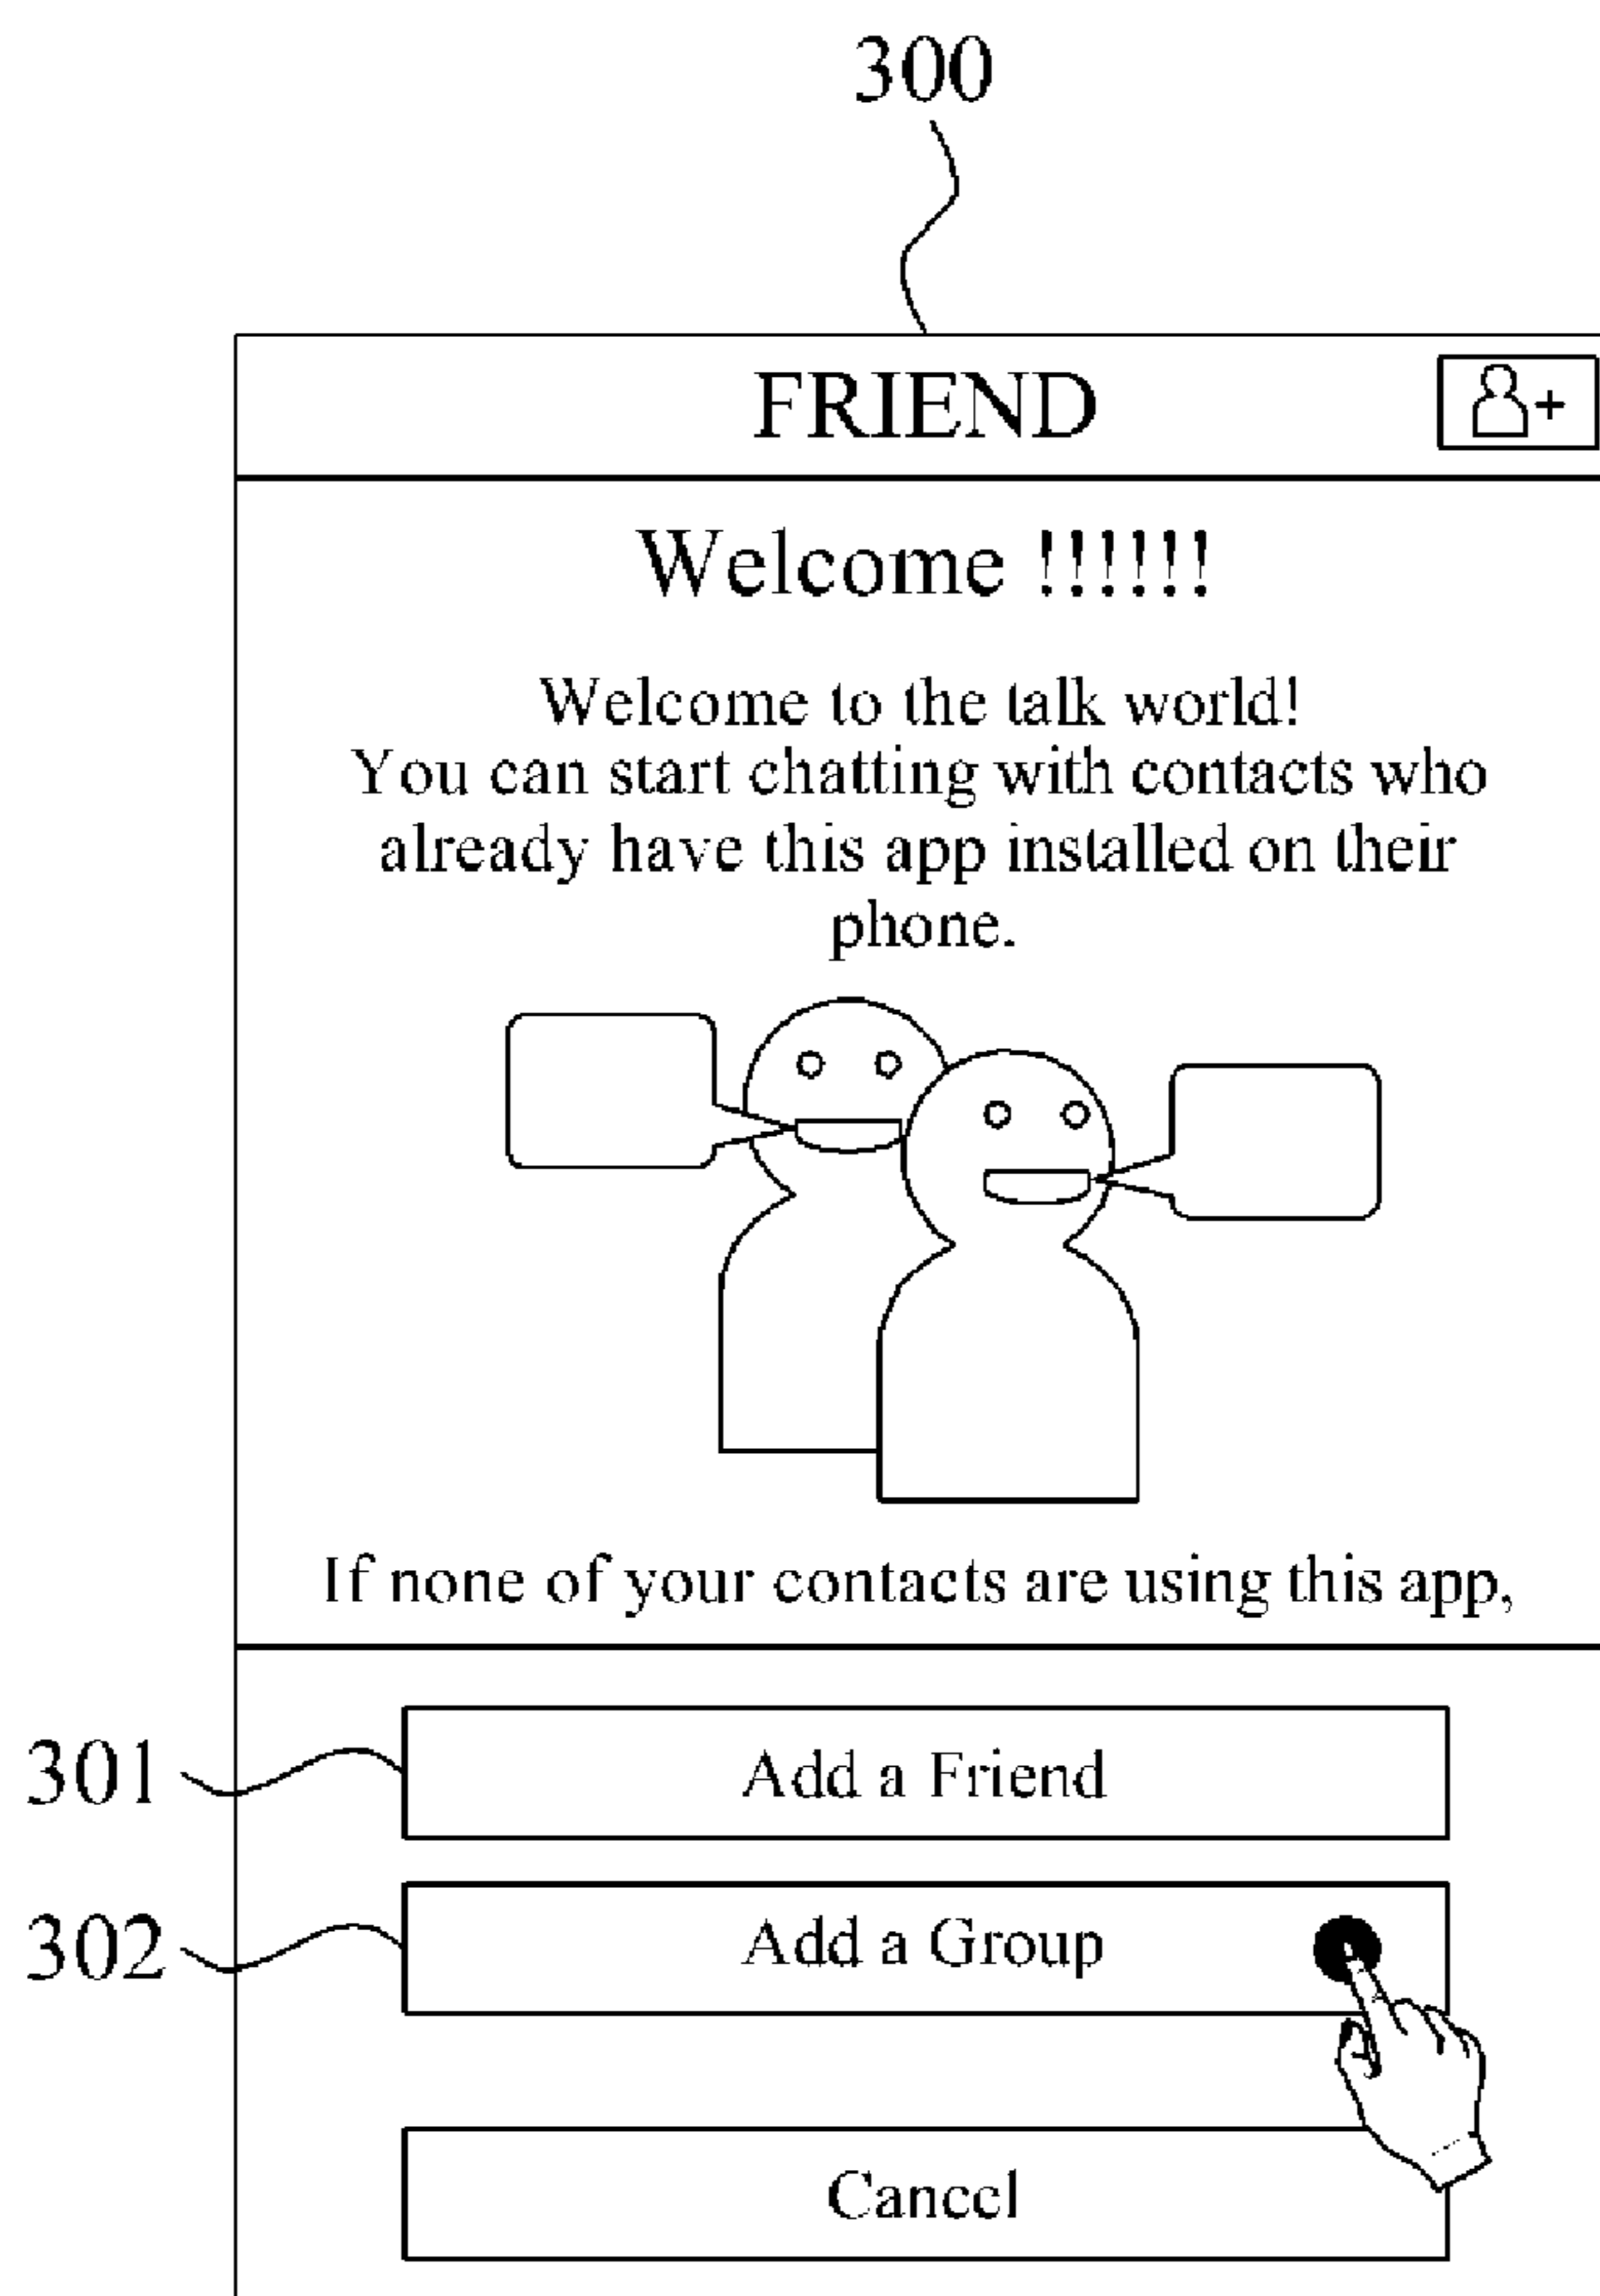 300
FRIEND
+
Welcome !!!!!!
Welcome to the talk world!
You can start chatting with contacts who
already have this app installed on their
phone.
If none of your contacts are using this app,
301
Add a Friend
302
Add a Group
Cancel